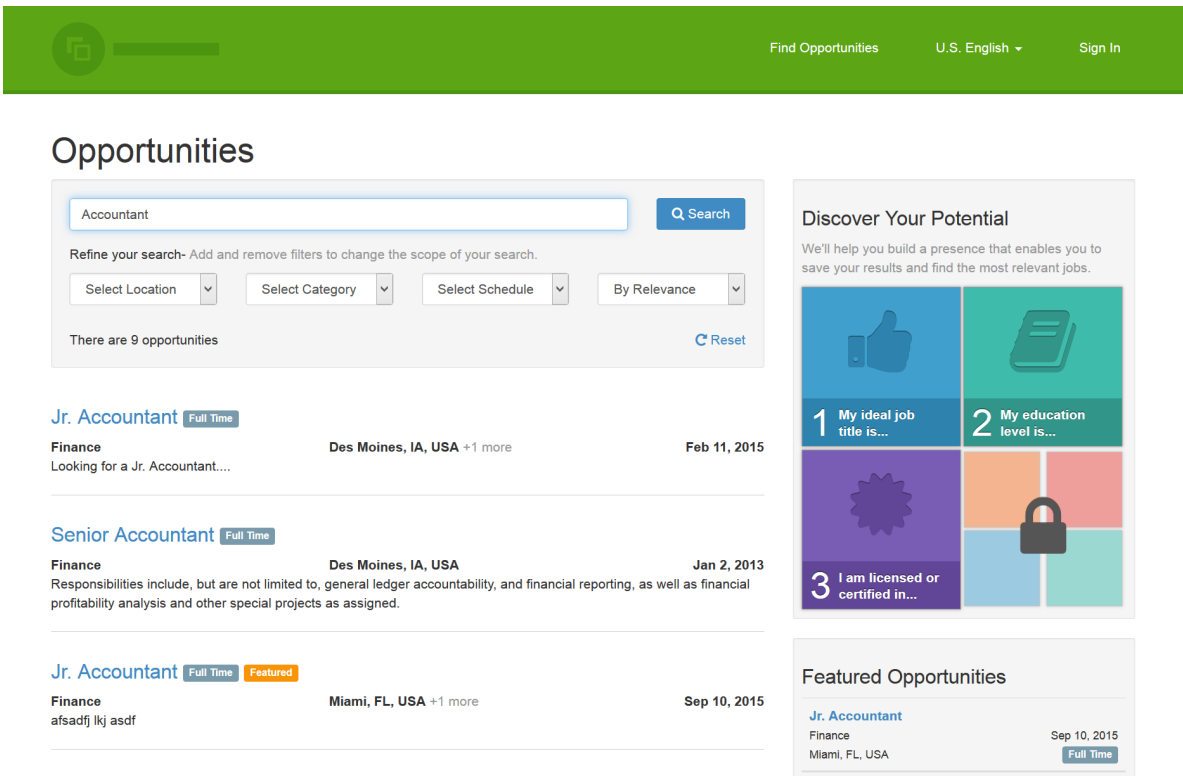 Find Opportunities U.S. English Sign In
Opportunities
Accountant Search
Refine your search- Add and remove filters to change the scope of your search.
Select Location Select Category Select Schedule By Relevance
There are 9 opportunities Reset
Jr. Accountant Full Time
Finance Des Moines, IA, USA +1 more Feb 11, 2015
Looking for a Jr. Accountant....
Senior Accountant Full Time
Finance Des Moines, IA, USA Jan 2, 2013
Responsibilities include, but are not limited to, general ledger accountability, and financial reporting, as well as financial
profitability analysis and other special projects as assigned.
Jr. Accountant Full Time Featured
Finance Miami, FL, USA +1 more Sep 10, 2015
afsadfj lkj asdf
Discover Your Potential
We'll help you build a presence that enables you to
save your results and find the most relevant jobs.
1 My ideal job
title is...
2 My education
level is...
3 I am licensed or
certified in...
Featured Opportunities
Jr. Accountant
Finance Sep 10, 2015
Miami, FL, USA Full Time